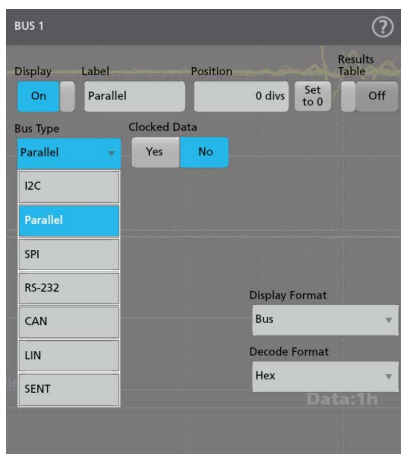 BUS 1
?
Display
Label
Position
Results
Table
On
Parallel
0 divs
Set
to 0
Off
Bus Type
Clocked Data
Parallel
Yes
No
I2C
Parallel
SPI
RS-232
CAN
LIN
SENT
Display Format
Bus
Decode Format
Hex
Data:1h